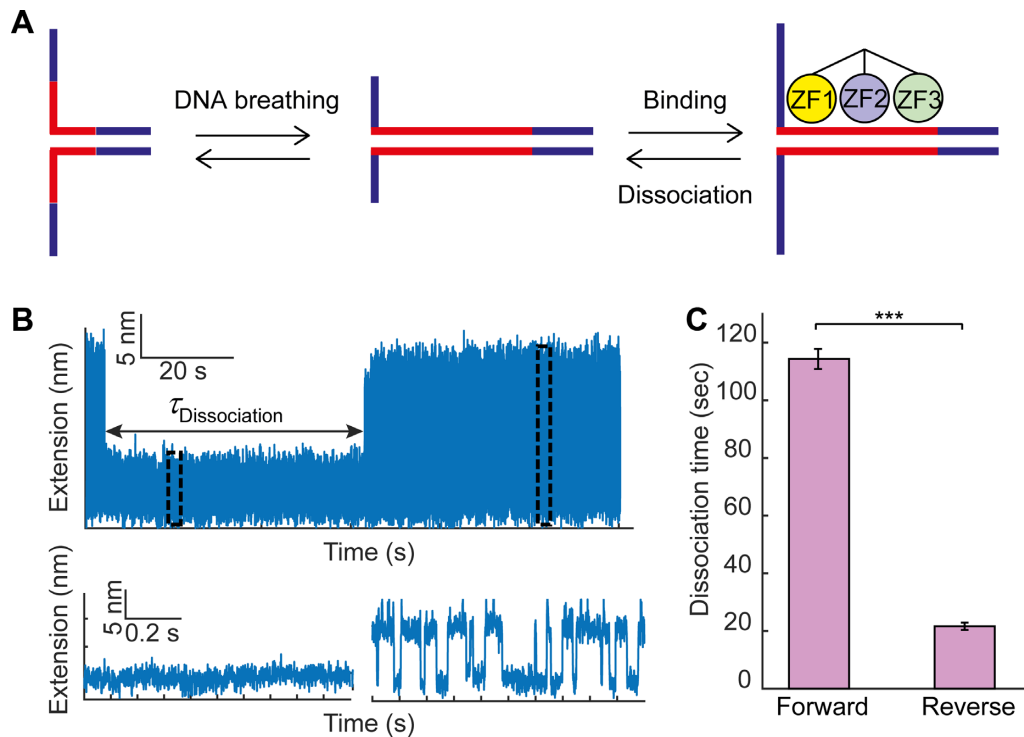 A
DNA breathing
Binding
Dissociation
ZF1 ZF2 ZF3
B
Extension (nm)
5 nm
20 s
τDissociation
Time (s)
Extension (nm)
5 nm
0.2 s
Time (s)
C
Dissociation time (sec)
120
100
80
60
40
20
0
***
Forward Reverse